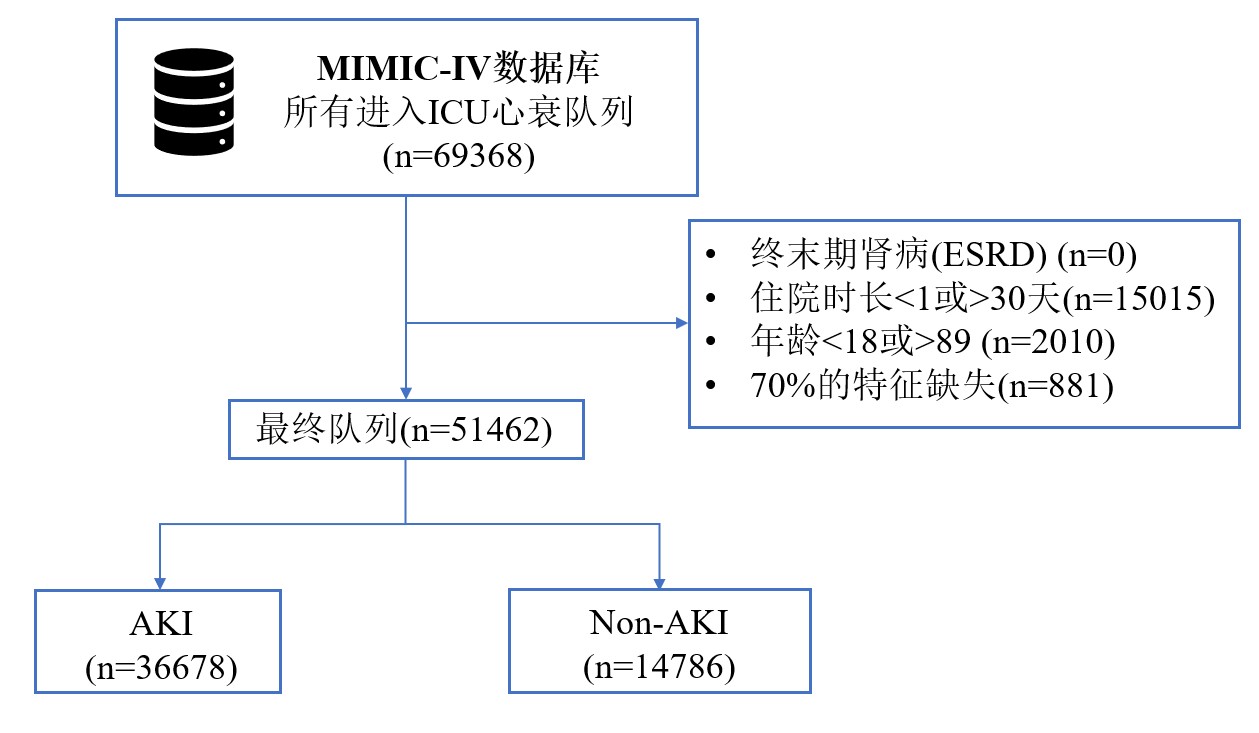 MIMIC-IV数据库
所有进入ICU心衰队列
(n=69368)
• 终末期肾病(ESRD) (n=0)
• 住院时长<1或>30天(n=15015)
• 年龄<18或>89 (n=2010)
• 70%的特征缺失(n=881)
最终队列(n=51462)
AKI
(n=36678)
Non-AKI
(n=14786)